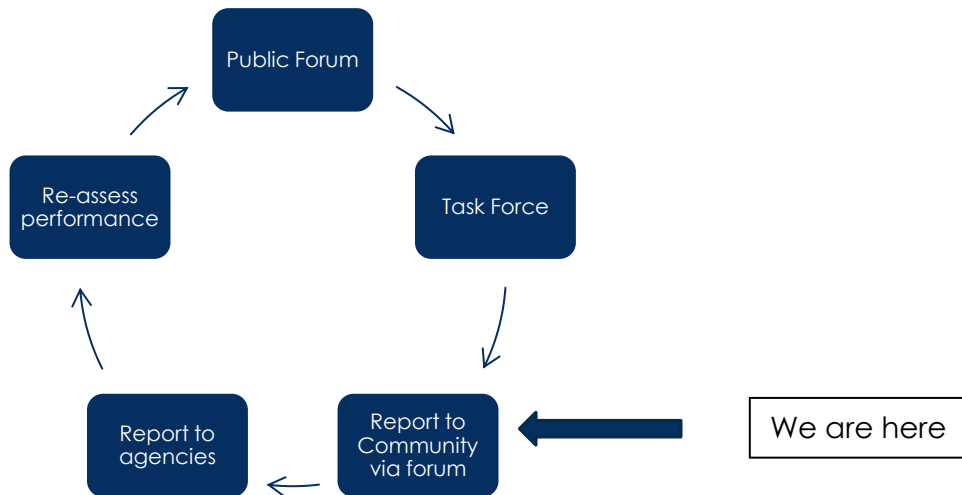 Public Forum
Task Force
Report to
Community
via forum
Report to
agencies
Re-assess
performance
We are here